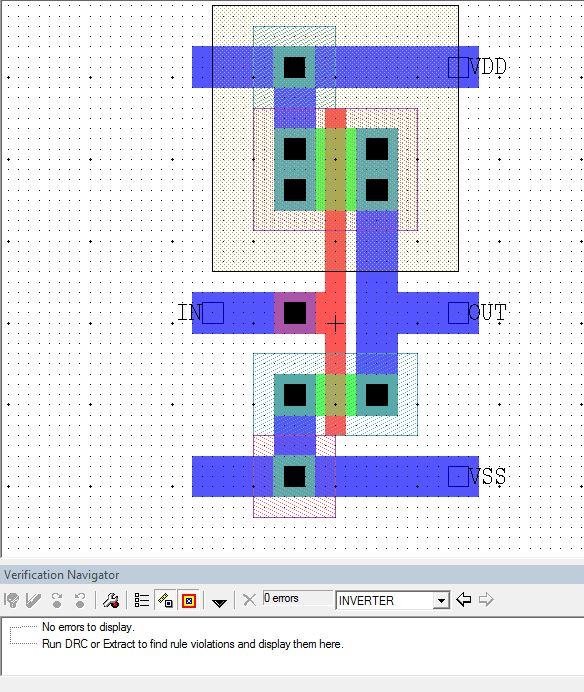 VDD
IN
OUT
VSS
Verification Navigator
0 errors
INVERTER
No errors to display.
Run DRC or Extract to find rule violations and display them here.